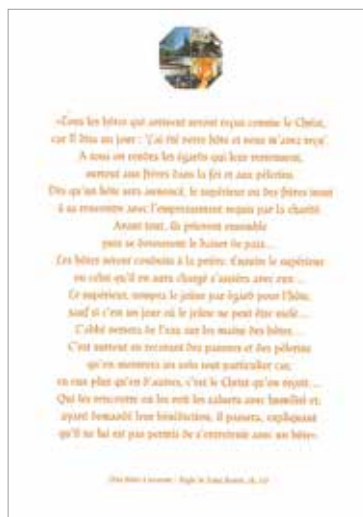 «Tous les hôtes qui arrivent seront reçus comme le Christ,
car Il dira un jour : 'J'ai été votre hôte et vous m'avez reçu'.
A tous on rendra les égards qui leur reviennent,
surtout aux frères dans la foi et aux pèlerins.
Dès qu'un hôte sera annoncé, le supérieur ou des frères iront
à sa rencontre avec l'empressement requis par la charité.
Avant tout, ils prieront ensemble
puis se donneront le baiser de paix…
Les hôtes seront conduits à la prière. Ensuite le supérieur
ou celui qu'il en aura chargé s'assiéra avec eux…
Le supérieur, rompra le jeûne par égard pour l'hôte,
sauf si c'est un jour où le jeûne ne peut être violé…
L'abbé versera de l'eau sur les mains des hôtes…
C'est surtout en recevant des pauvres et des pèlerins
qu'on montrera un soin tout particulier car,
en eux plus qu'en d'autres, c'est le Christ qu'on reçoit…
Qui les rencontre ou les voit les saluera avec humilité et,
ayant demandé leur bénédiction, il passera, expliquant
qu'il ne lui est pas permis de s'entretenir avec un hôte».
Règle de Saint Benoît, ch. 53